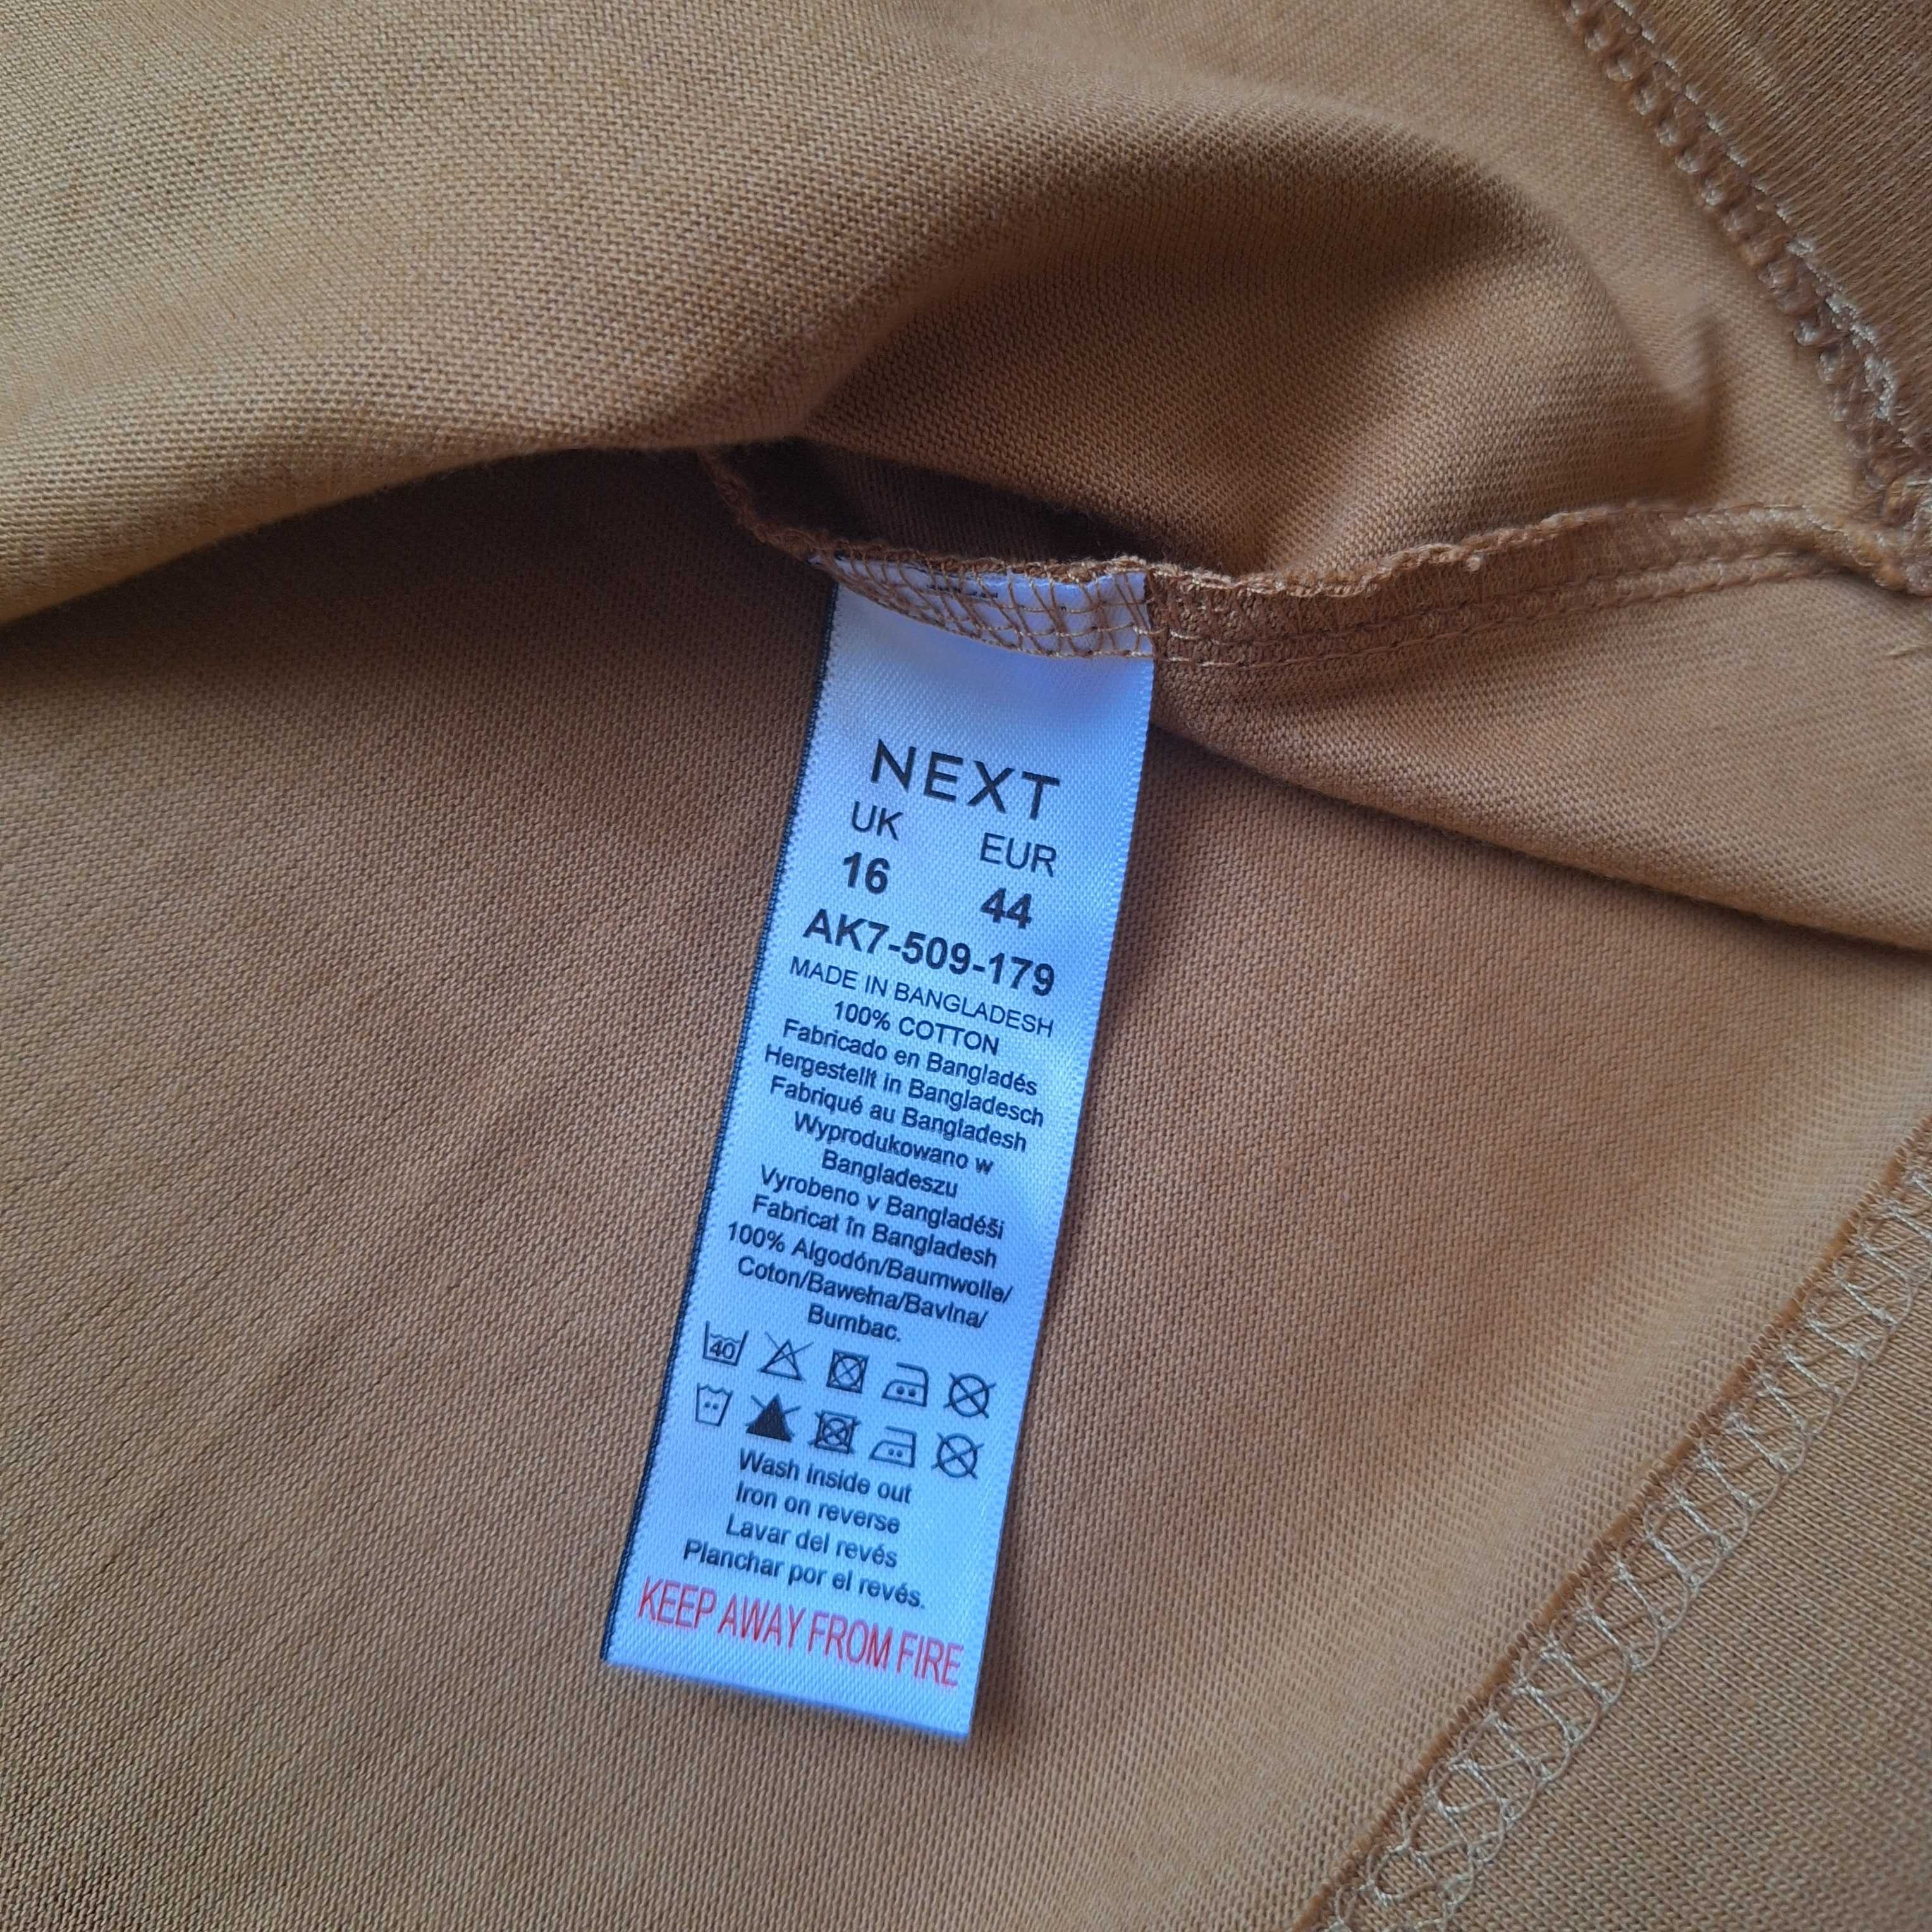 NEXT
UK EUR
16 44
AK7-509-179
MADE IN BANGLADESH
100% COTTON
Fabricado en Bangladés
Hergestellt in Bangladesch
Fabriqué au Bangladesh
Wyprodukowano w
Bangladeszu
Vyrobeno v Bangladéši
Fabricat în Bangladesh
100% Algodón/Baumwolle/
Coton/Bawełna/Bavlna/
Bumbac.
40
Wash inside out
Iron on reverse
Lavar del revés
Planchar por el revés.
KEEP AWAY FROM FIRE